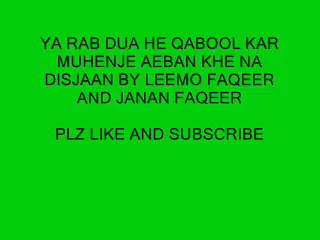 YA RAB DUA HE QABOOL KAR
MUHENJE AEBAN KHE NA
DISJAAN BY LEEMO FAQEER
AND JANAN FAQEER
PLZ LIKE AND SUBSCRIBE